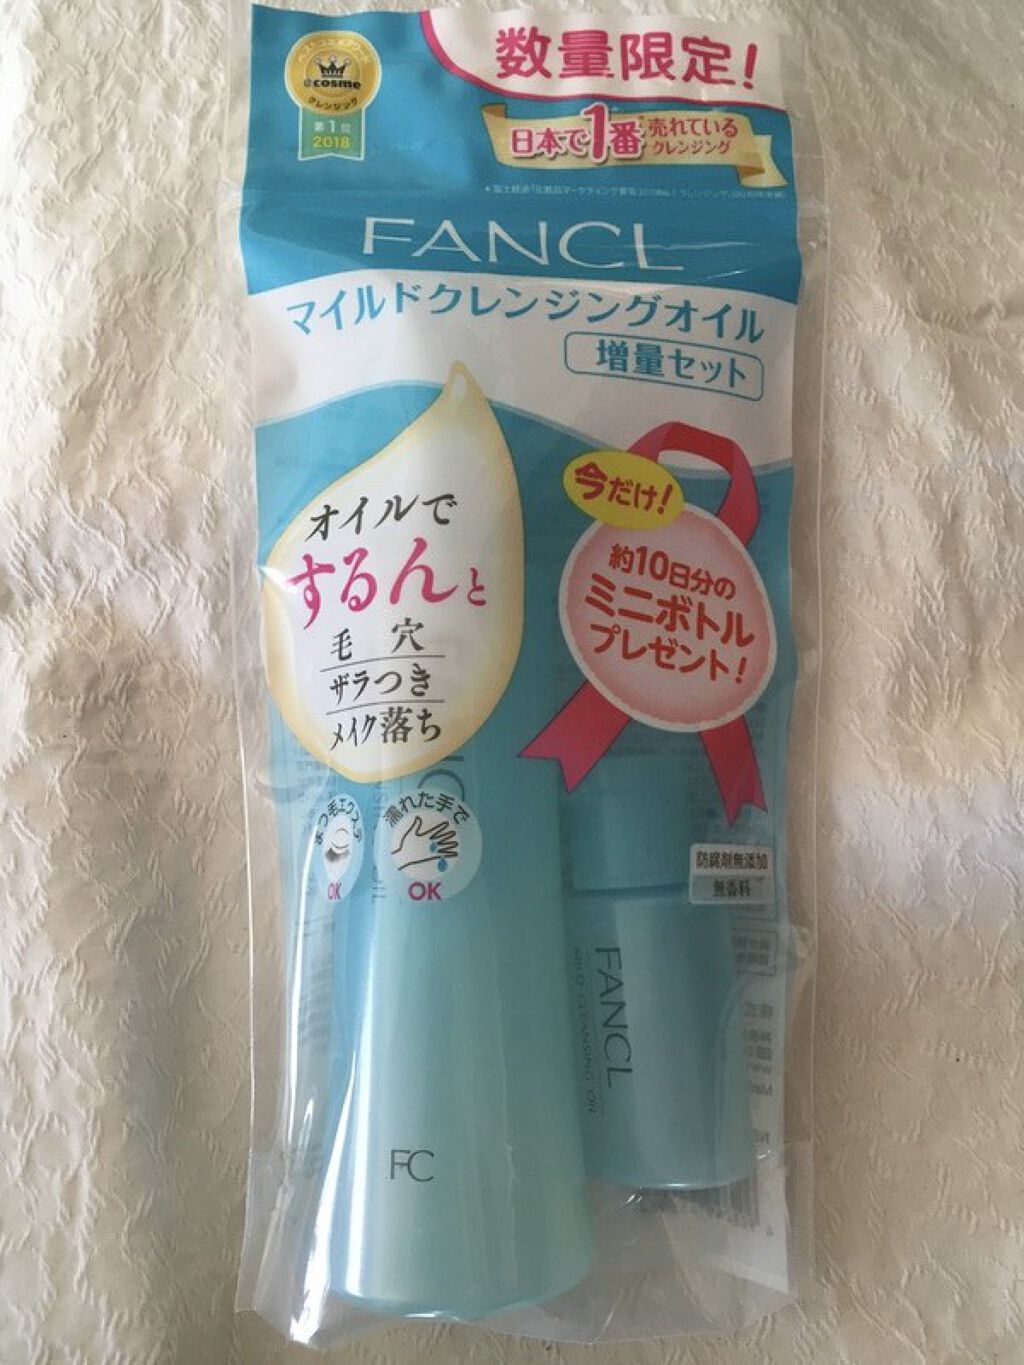 数量限定!
@cosme
クレンジング
第1位
2018
日本で1番売れている
クレンジング
FANCL
マイルドクレンジングオイル
増量セット
オイルで
するんと
毛穴
ザラつき
メイク落ち
今だけ!
約10日分の
ミニボトル
プレゼント!
まつ毛エクステ
OK
濡れた手で
OK
防腐剤無添加
無香料
FANCL
MILD CLEANSING OIL
FC